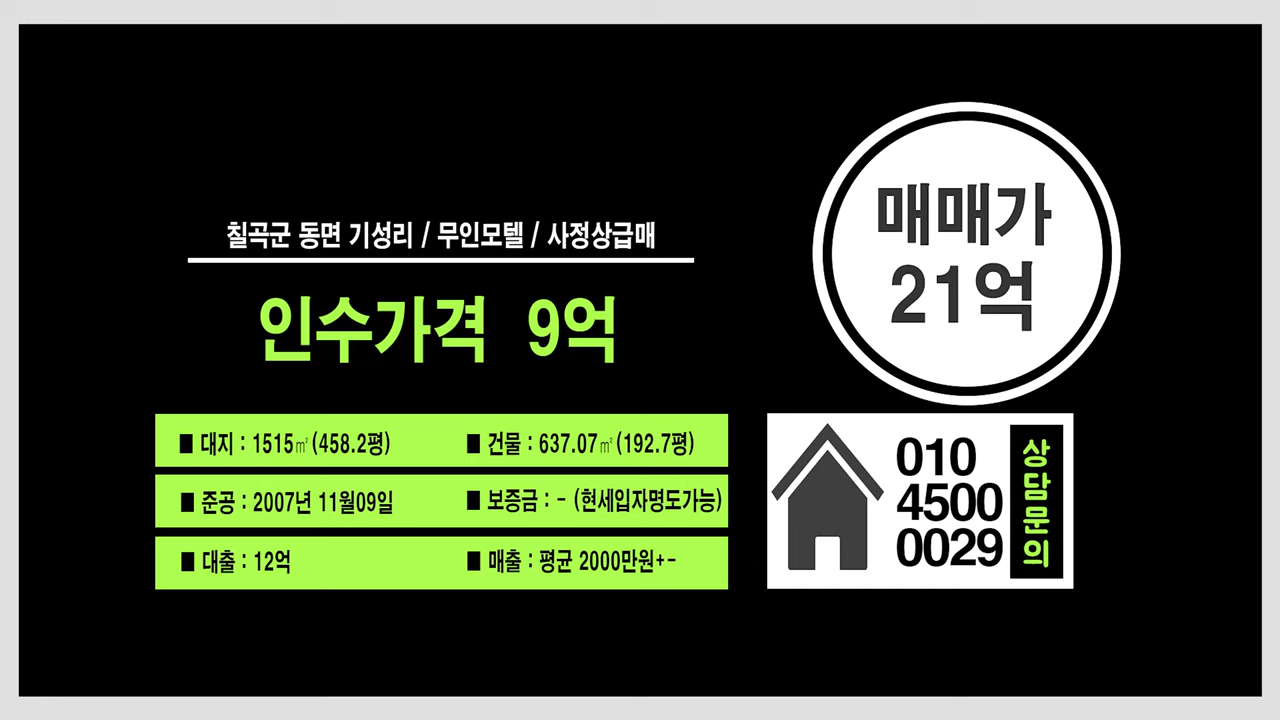 칠곡군 동면 기성리 / 무인모텔 / 사정상급매
인수가격 9억
매매가
21억
■ 대지 : 1515㎡(458.2평)
■ 건물 : 637.07㎡(192.7평)
■ 준공 : 2007년 11월09일
■ 보증금 : - (현세입자명도가능)
■ 대출 : 12억
■ 매출 : 평균 2000만원+-
010
4500
0029
상담문의